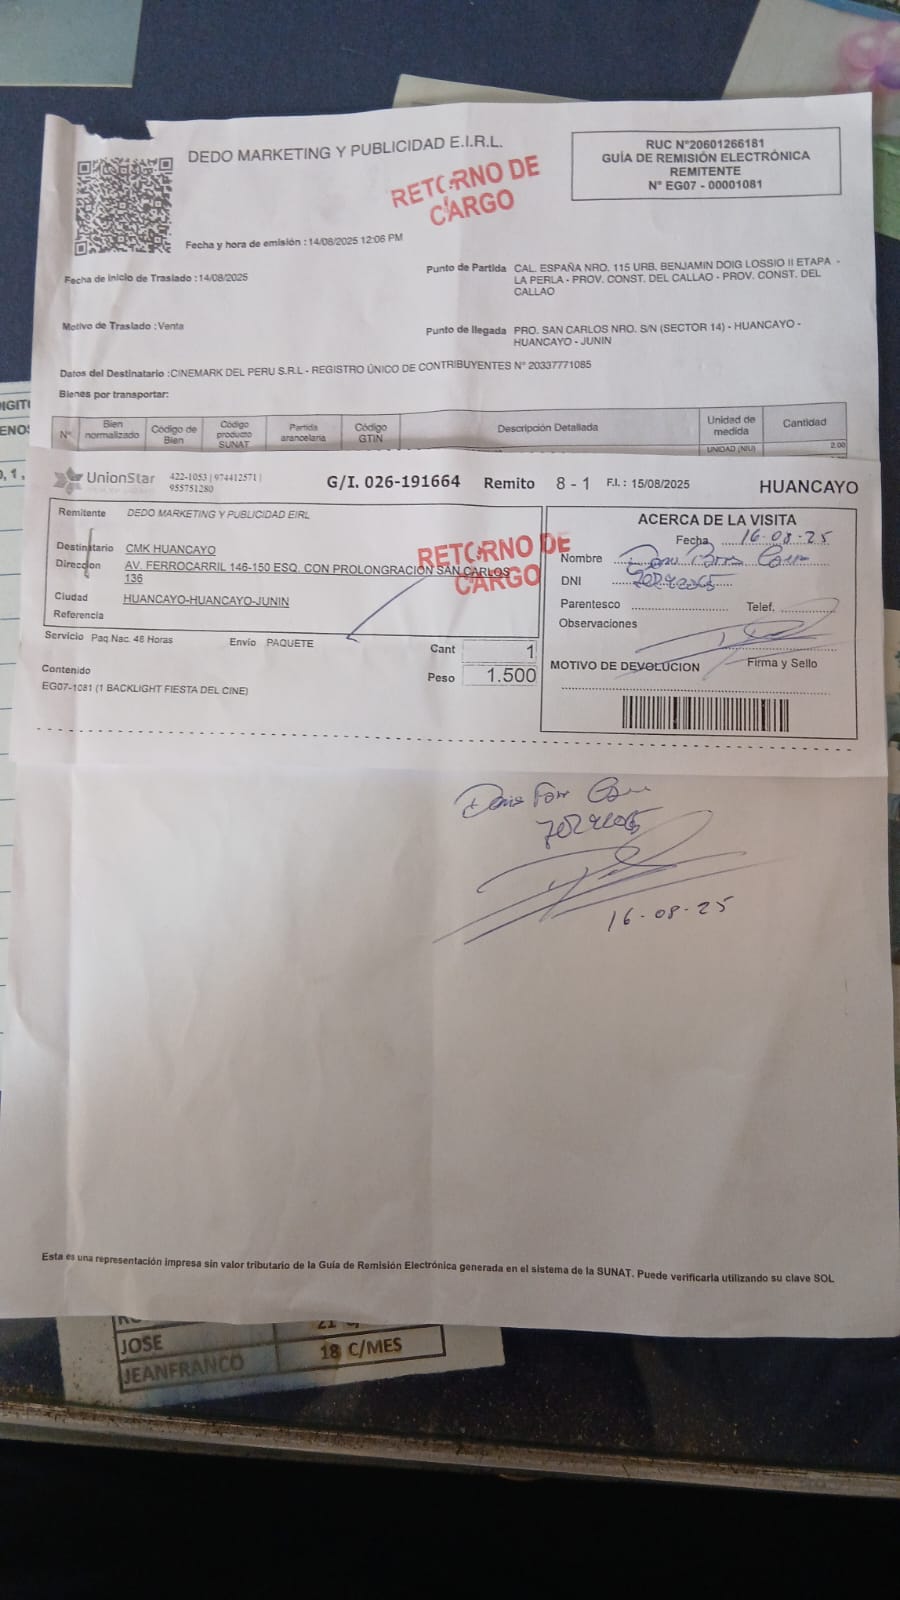 DEDO MARKETING Y PUBLICIDAD E.I.R.L.
RETORNO DE
CARGO
RUC N°20601266181
GUÍA DE REMISIÓN ELECTRÓNICA
REMITENTE
N° EG07 - 00001081
Fecha y hora de emisión : 14/08/2025 12:06 PM
Fecha de inicio de Traslado : 14/08/2025
Punto de Partida CAL. ESPAÑA NRO. 115 URB. BENJAMIN DOIG LOSSIO II ETAPA -
LA PERLA - PROV. CONST. DEL CALLAO - PROV. CONST. DEL
CALLAO
Motivo de Traslado : Venta
Punto de llegada PRO. SAN CARLOS NRO. S/N (SECTOR 14) - HUANCAYO -
HUANCAYO - JUNIN
Datos del Destinatario : CINEMARK DEL PERU S.R.L - REGISTRO ÚNICO DE CONTRIBUYENTES N° 20337771085
Bienes por transportar:
N° Bien normalizado Código de Bien Código producto SUNAT Partida arancelaria Código GTIN Descripción Detallada Unidad de medida Cantidad
UNIDAD (NIU) 2.00
UnionStar 422-1053 | 974412571 |
955751280
G/I. 026-191664 Remito 8 - 1 F.I. : 15/08/2025 HUANCAYO
Remitente DEDO MARKETING Y PUBLICIDAD EIRL
Destinatario CMK HUANCAYO
Dirección AV. FERROCARRIL 146-150 ESQ. CON PROLONGRACIÓN SAN CARLOS
136
Ciudad HUANCAYO-HUANCAYO-JUNIN
Referencia
RETORNO DE
CARGO
ACERCA DE LA VISITA
Fecha 16-08-25
Nombre
DNI
Parentesco Telef.
Observaciones
Firma y Sello
MOTIVO DE DEVOLUCION
Servicio Paq Nac. 48 Horas Envío PAQUETE
Cant 1
Peso 1.500
Contenido
EG07-1081 (1 BACKLIGHT FIESTA DEL CINE)
16-08-25
Esta es una representación impresa sin valor tributario de la Guía de Remisión Electrónica generada en el sistema de la SUNAT. Puede verificarla utilizando su clave SOL
JOSE 18 C/MES
JEANFRANCO